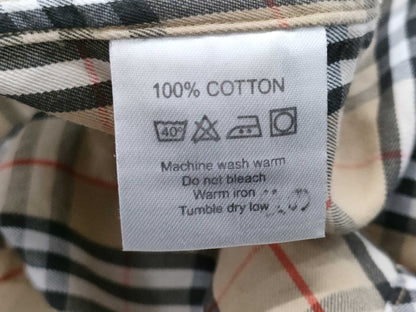 100% COTTON
40°
Machine wash warm
Do not bleach
Warm iron
Tumble dry low